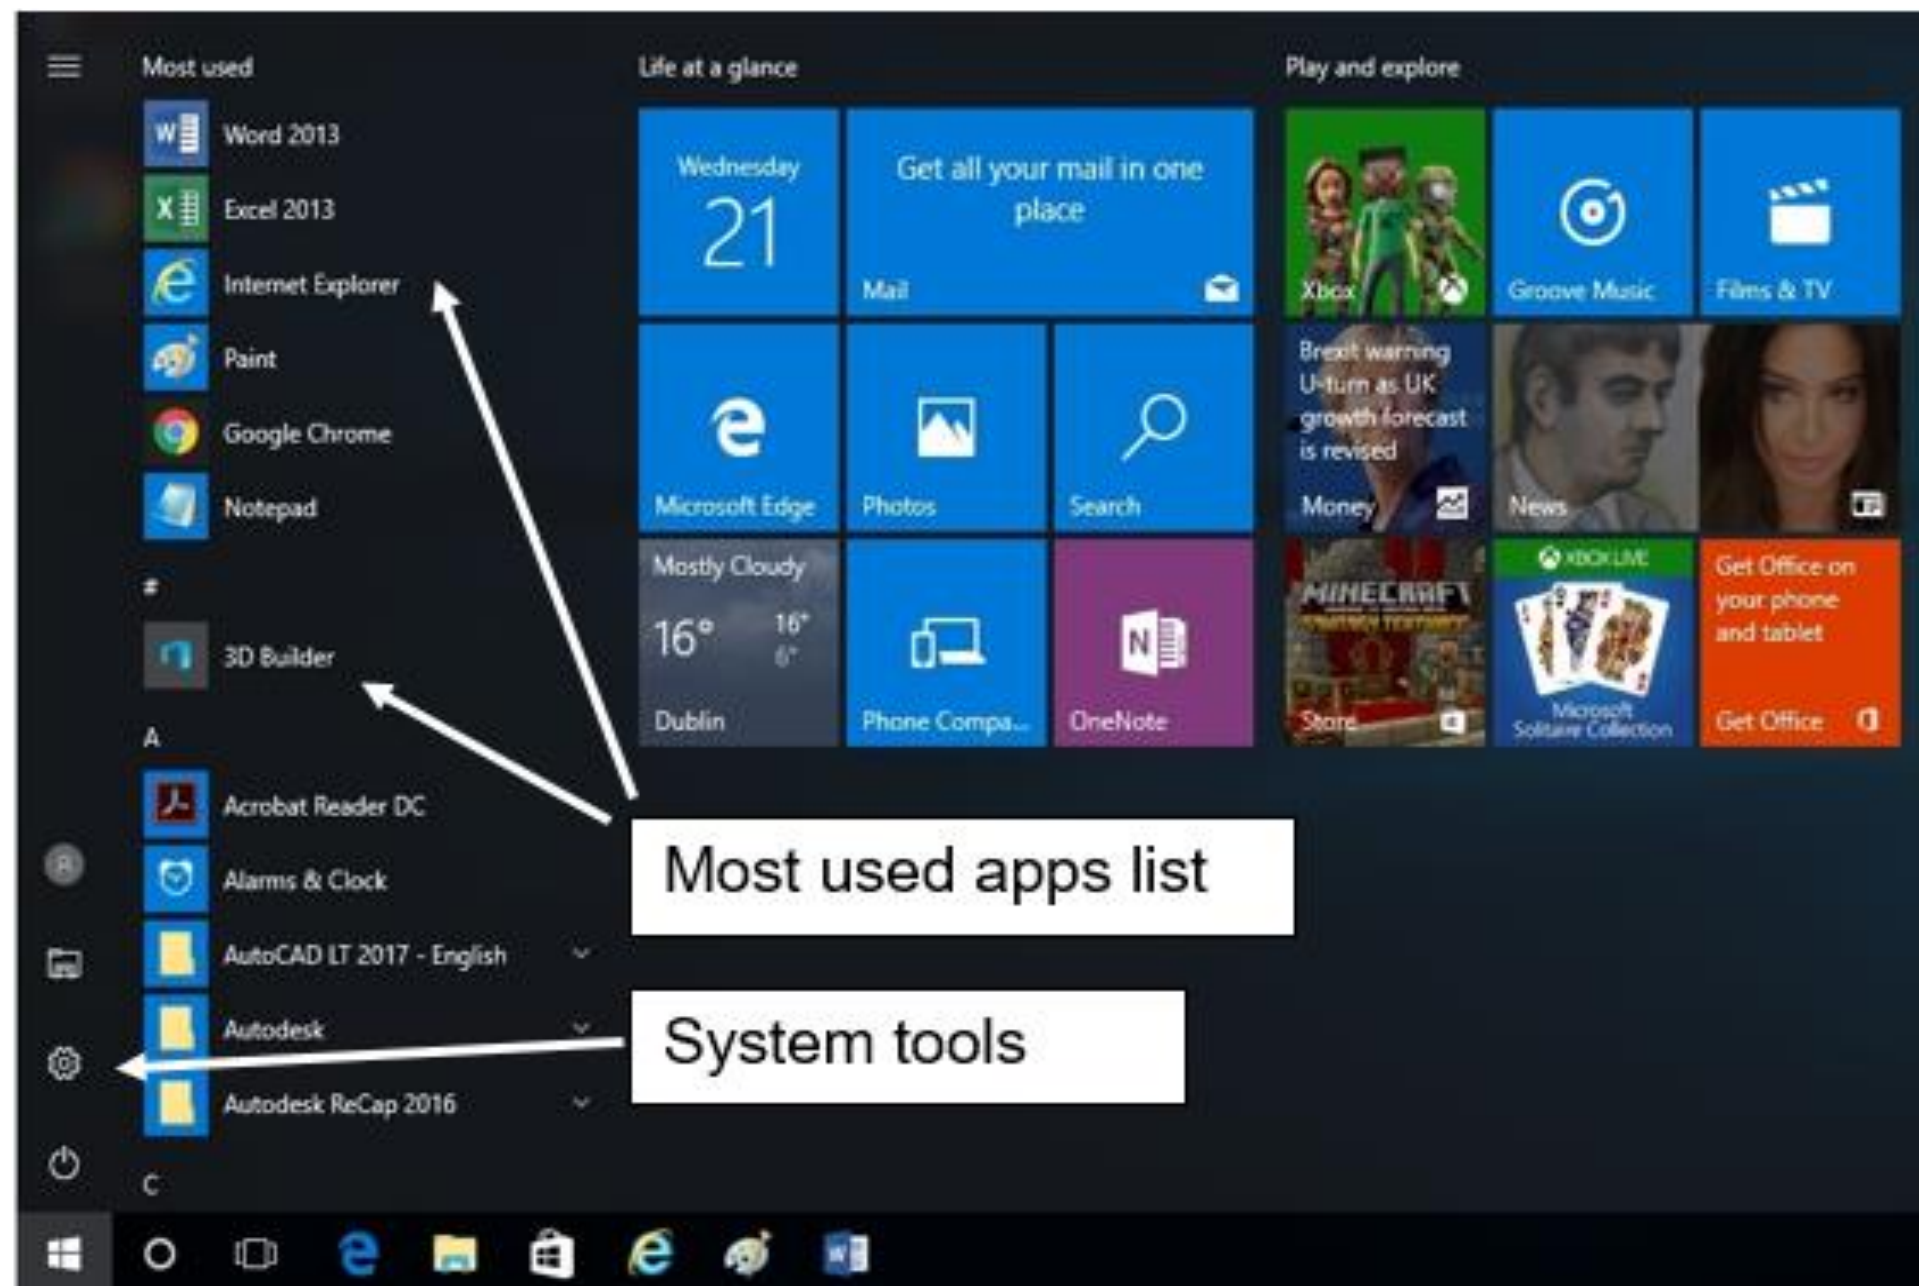 Most used
Word 2013
Excel 2013
Internet Explorer
Paint
Google Chrome
Notepad
#
3D Builder
A
Acrobat Reader DC
Alarms & Clock
AutoCAD LT 2017 - English
Autodesk
Autodesk ReCap 2016
C
Life at a glance
Wednesday
21
Get all your mail in one
place
Mail
Microsoft Edge
Photos
Search
Mostly Cloudy
16°
16°
6°
Dublin
Phone Compa...
OneNote
Play and explore
Xbox
Groove Music
Films & TV
Brexit warning
U-turn as UK
growth forecast
is revised
Money
News
MINECRAFT
Store
XBOX LIVE
Microsoft
Solitaire Collection
Get Office on
your phone
and tablet
Get Office
Most used apps list
System tools